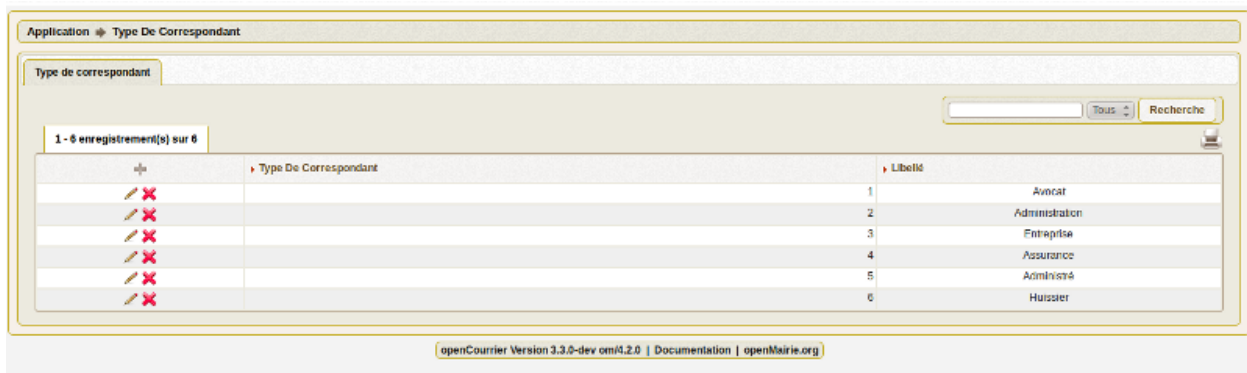 Application Type De Correspondant
Type de correspondant
Tous Recherche
1 - 6 enregistrement(s) sur 6
Type De Correspondant Libellé
1 Avocat
2 Administration
3 Entreprise
4 Assurance
5 Administré
6 Huissier
openCourrier Version 3.3.0-dev om/4.2.0 | Documentation | openMairie.org